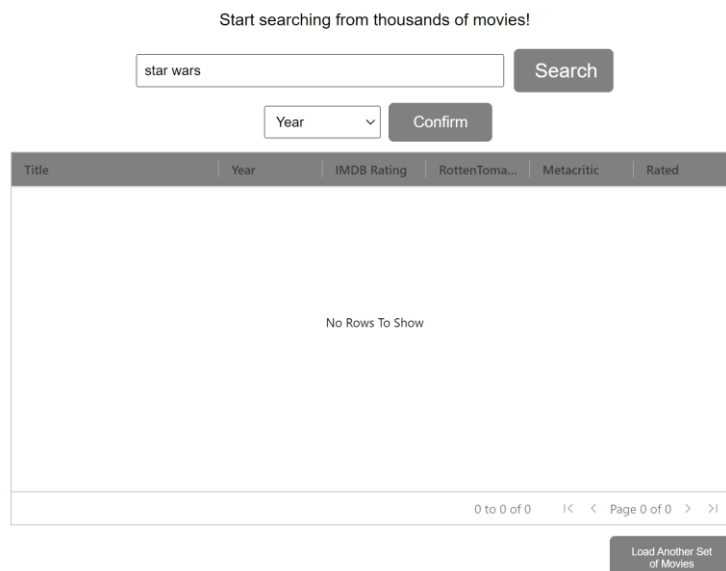 Start searching from thousands of movies!
star wars
Search
Year
Confirm
Title Year IMDB Rating RottenToma... Metacritic Rated
No Rows To Show
0 to 0 of 0 Page 0 of 0
Load Another Set
of Movies